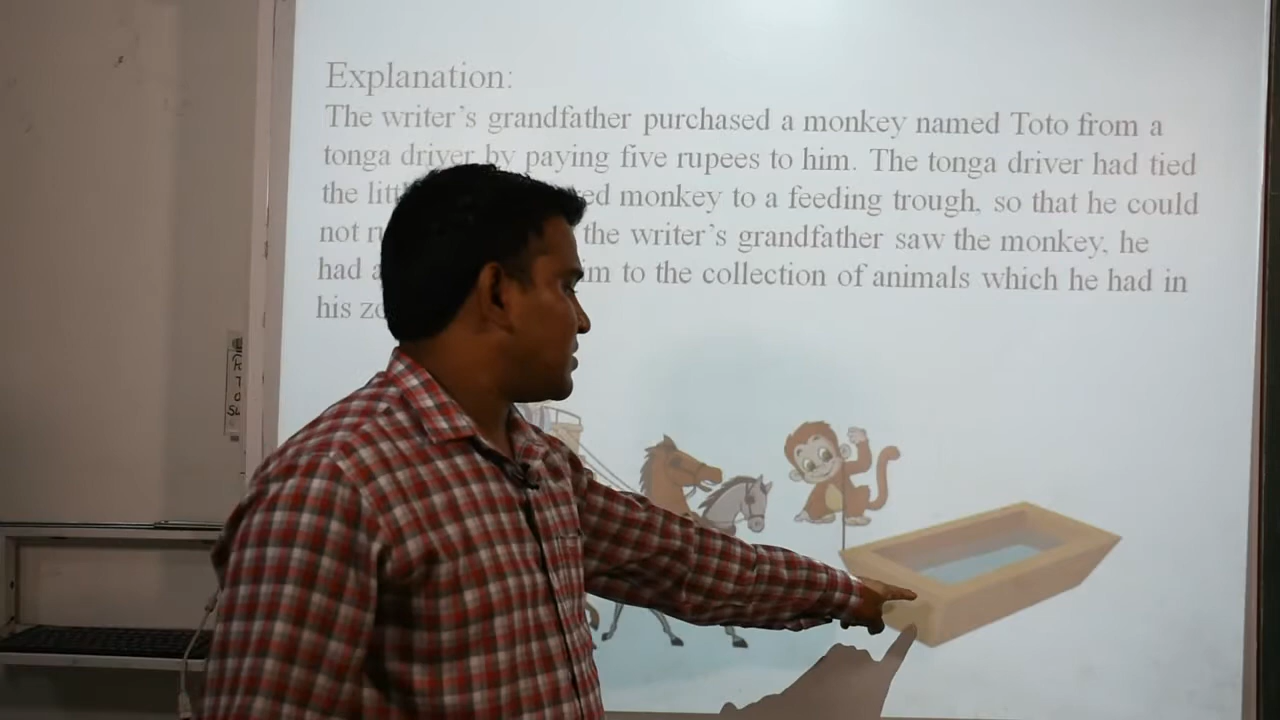 Explanation:
The writer's grandfather purchased a monkey named Toto from a
tonga driver by paying five rupees to him. The tonga driver had tied
the monkey to a feeding trough, so that he could
not the writer's grandfather saw the monkey, he
had to the collection of animals which he had in
his